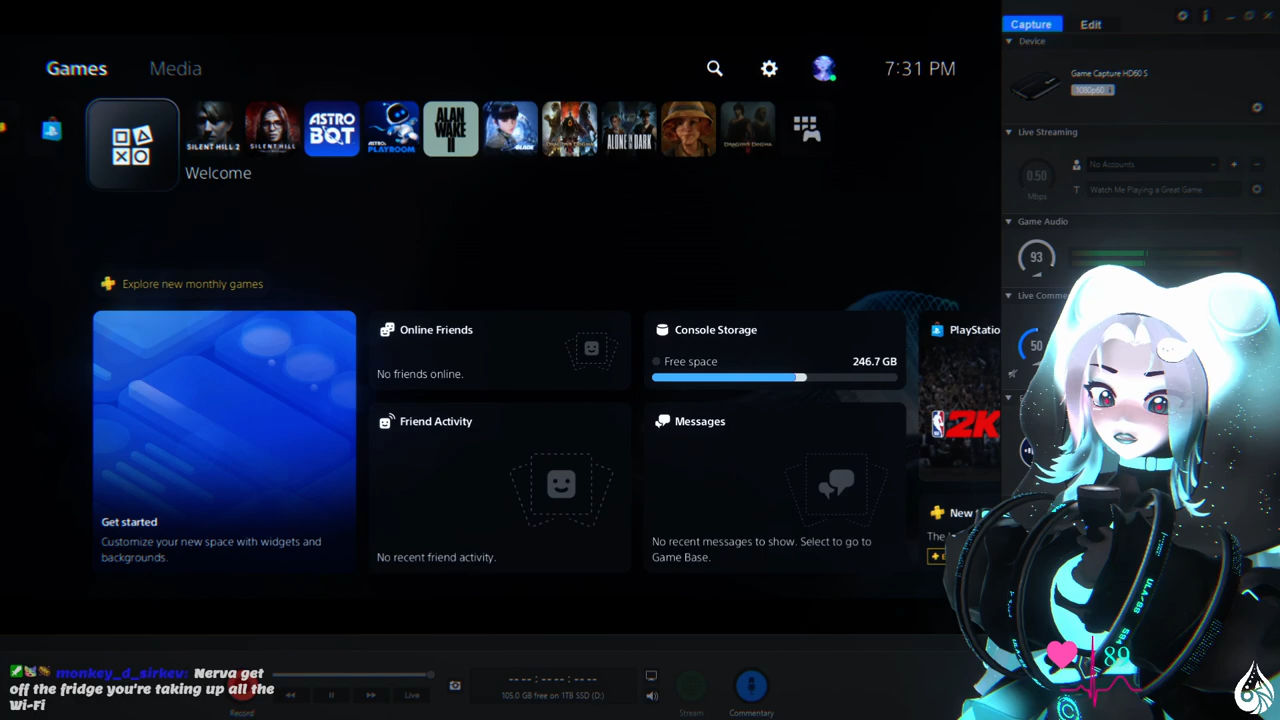 Games
Media
7:31 PM
SILENT HILL 2
SILENT HILL
ASTRO BOT
ASTRO's PLAYROOM
ALAN WAKE II
BLADE
ALONE IN THE DARK
Welcome
Explore new monthly games
Get started
Customize your new space with widgets and
backgrounds.
Online Friends
No friends online.
Console Storage
Free space
246.7 GB
Friend Activity
No recent friend activity.
Messages
No recent messages to show. Select to go to
Game Base.
PlayStatio
2K
New
Capture
Edit
Device
Game Capture HD60 S
1080p60
Live Streaming
0.50
Mbps
No Accounts
T
Watch Me Playing a Great Game
Game Audio
93
Live Comme
50
ULA/98
594
89
monkey_d_sirkev: Nerva get
off the fridge you're taking up all the
Wi-Fi
Record
Live
--:--:--
105.0 GB free on 1TB SSD (D:)
Stream
Commentary